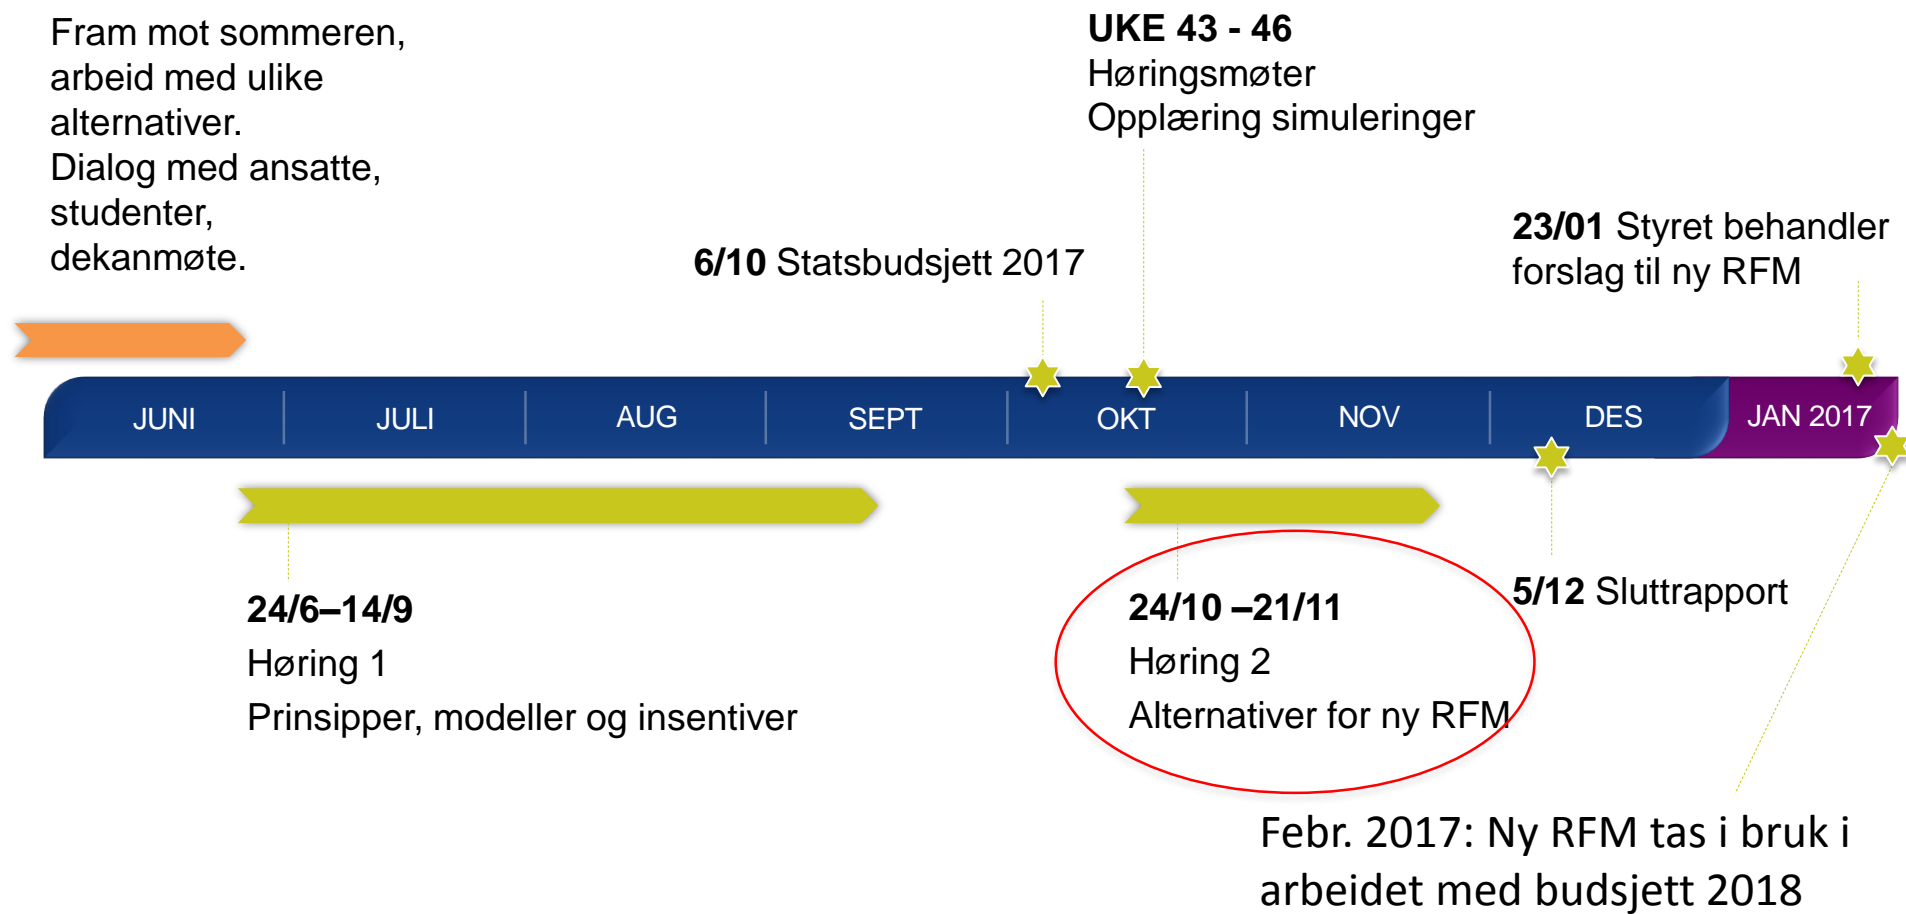 Fram mot sommeren,
arbeid med ulike
alternativer.
Dialog med ansatte,
studenter,
dekanmøte.
UKE 43 - 46
Høringsmøter
Opplæring simuleringer
6/10 Statsbudsjett 2017
23/01 Styret behandler
forslag til ny RFM
JUNI
JULI
AUG
SEPT
OKT
NOV
DES
JAN 2017
24/6–14/9
Høring 1
Prinsipper, modeller og insentiver
24/10 –21/11
Høring 2
Alternativer for ny RFM
5/12 Sluttrapport
Febr. 2017: Ny RFM tas i bruk i
arbeidet med budsjett 2018